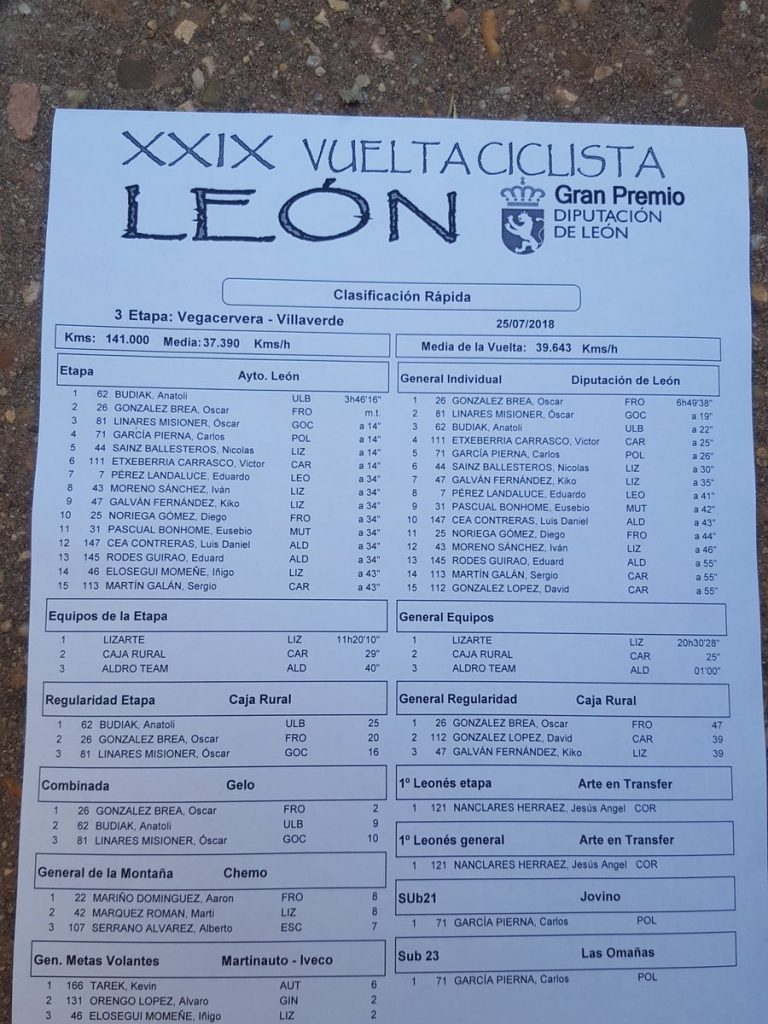 XXIX VUELTA CICLISTA
LEÓN
Gran Premio
DIPUTACIÓN
DE LEÓN
Clasificación Rápida
3 Etapa: Vegacervera - Villaverde
25/07/2018
Kms: 141.000 Media: 37.390 Kms/h
Media de la Vuelta: 39.643 Kms/h
Etapa Ayto. León
1 62 BUDIAK, Anatoli ULB 3h46'16"
2 26 GONZALEZ BREA, Oscar FRO m.t.
3 81 LINARES MISIONER, Óscar GOC a 14"
4 71 GARCÍA PIERNA, Carlos POL a 14"
5 44 SAINZ BALLESTEROS, Nicolas LIZ a 14"
6 111 ETXEBERRIA CARRASCO, Victor CAR a 14"
7 7 PÉREZ LANDALUCE, Eduardo LEO a 34"
8 43 MORENO SÁNCHEZ, Iván LIZ a 34"
9 47 GALVÁN FERNÁNDEZ, Kiko LIZ a 34"
10 25 NORIEGA GÓMEZ, Diego FRO a 34"
11 31 PASCUAL BONHOME, Eusebio MUT a 34"
12 147 CEA CONTRERAS, Luis Daniel ALD a 34"
13 145 RODES GUIRAO, Eduard ALD a 34"
14 46 ELOSEGUI MOMEÑE, Iñigo LIZ a 43"
15 113 MARTÍN GALÁN, Sergio CAR a 43"
General Individual Diputación de León
1 26 GONZALEZ BREA, Oscar FRO 6h49'38"
2 81 LINARES MISIONER, Óscar GOC a 19"
3 62 BUDIAK, Anatoli ULB a 22"
4 111 ETXEBERRIA CARRASCO, Victor CAR a 25"
5 71 GARCÍA PIERNA, Carlos POL a 26"
6 44 SAINZ BALLESTEROS, Nicolas LIZ a 30"
7 47 GALVÁN FERNÁNDEZ, Kiko LIZ a 35"
8 7 PÉREZ LANDALUCE, Eduardo LEO a 41"
9 31 PASCUAL BONHOME, Eusebio MUT a 42"
10 147 CEA CONTRERAS, Luis Daniel ALD a 43"
11 25 NORIEGA GÓMEZ, Diego FRO a 44"
12 43 MORENO SÁNCHEZ, Iván LIZ a 46"
13 145 RODES GUIRAO, Eduard ALD a 55"
14 113 MARTÍN GALÁN, Sergio CAR a 55"
15 112 GONZALEZ LOPEZ, David CAR a 55"
Equipos de la Etapa
1 LIZARTE LIZ 11h20'10"
2 CAJA RURAL CAR 29"
3 ALDRO TEAM ALD 40"
General Equipos
1 LIZARTE LIZ 20h30'28"
2 CAJA RURAL CAR 25"
3 ALDRO TEAM ALD 01'00"
Regularidad Etapa Caja Rural
1 62 BUDIAK, Anatoli ULB 25
2 26 GONZALEZ BREA, Oscar FRO 20
3 81 LINARES MISIONER, Óscar GOC 16
General Regularidad Caja Rural
1 26 GONZALEZ BREA, Oscar FRO 47
2 112 GONZALEZ LOPEZ, David CAR 39
3 47 GALVÁN FERNÁNDEZ, Kiko LIZ 39
Combinada Gelo
1 26 GONZALEZ BREA, Oscar FRO 2
2 62 BUDIAK, Anatoli ULB 9
3 81 LINARES MISIONER, Óscar GOC 10
1º Leonés etapa Arte en Transfer
1 121 NANCLARES HERRAEZ, Jesús Angel COR
1º Leonés general Arte en Transfer
1 121 NANCLARES HERRAEZ, Jesús Angel COR
General de la Montaña Chemo
1 22 MARIÑO DOMINGUEZ, Aaron FRO 8
2 42 MARQUEZ ROMAN, Marti LIZ 8
3 107 SERRANO ALVAREZ, Alberto ESC 7
SUb21 Jovino
1 71 GARCÍA PIERNA, Carlos POL
Gen. Metas Volantes Martinauto - Iveco
1 166 TAREK, Kevin AUT 6
2 131 ORENGO LOPEZ, Alvaro GIN 2
3 46 ELOSEGUI MOMEÑE, Iñigo LIZ 2
Sub 23 Las Omañas
1 71 GARCÍA PIERNA, Carlos POL